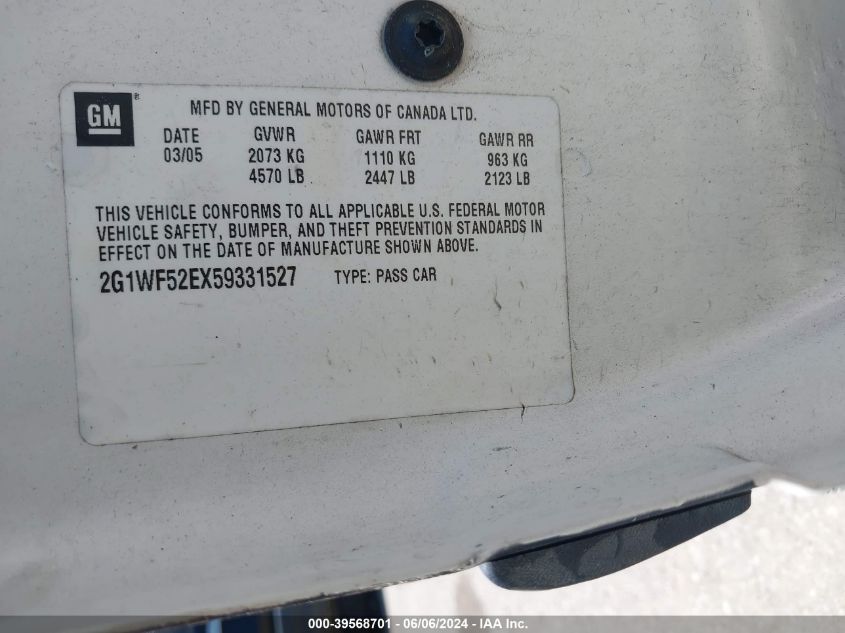 GM
MFD BY GENERAL MOTORS OF CANADA LTD.
DATE GVWR GAWR FRT GAWR RR
03/05 2073 KG 1110 KG 963 KG
4570 LB 2447 LB 2123 LB
THIS VEHICLE CONFORMS TO ALL APPLICABLE U.S. FEDERAL MOTOR
VEHICLE SAFETY, BUMPER, AND THEFT PREVENTION STANDARDS IN
EFFECT ON THE DATE OF MANUFACTURE SHOWN ABOVE.
2G1WF52EX59331527 TYPE: PASS CAR
000-39568701 - 06/06/2024 - IAA Inc.